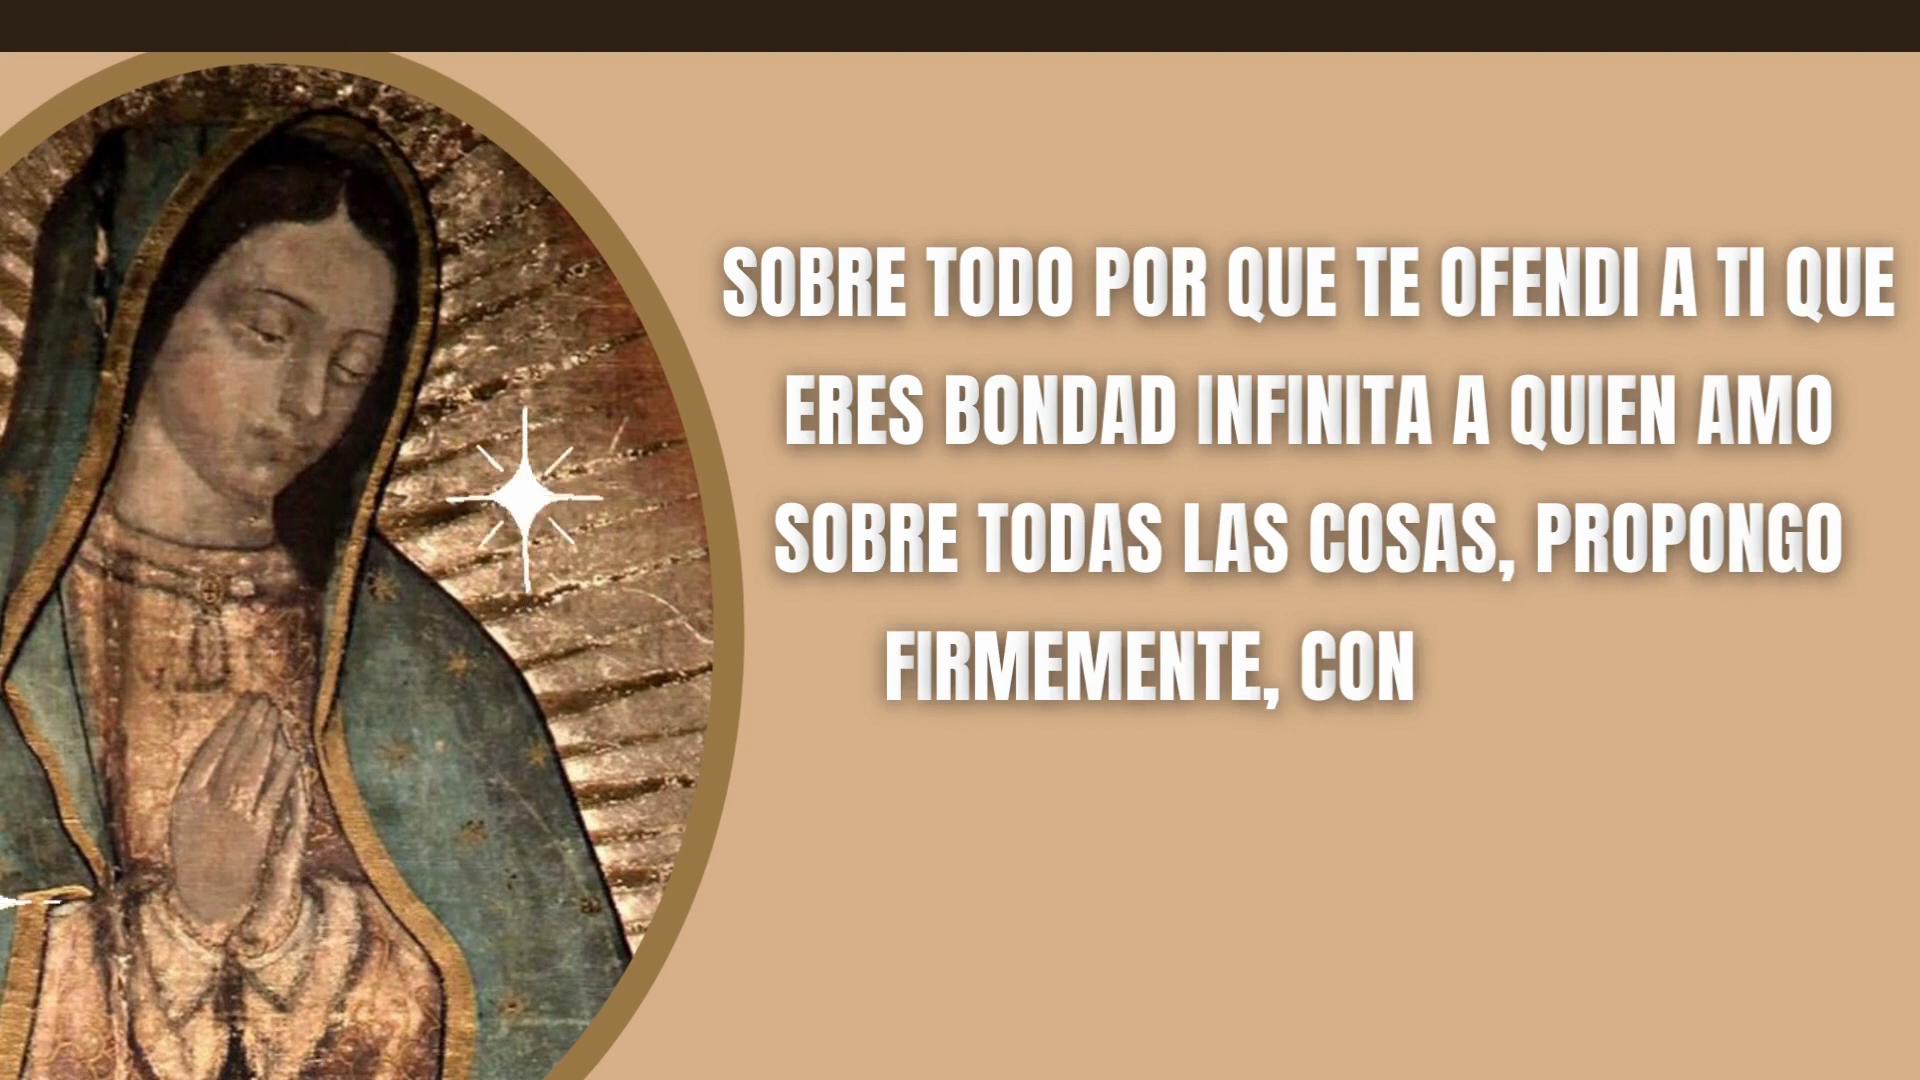 SOBRE TODO POR QUE TE OFENDI A TI QUE
ERES BONDAD INFINITA A QUIEN AMO
SOBRE TODAS LAS COSAS, PROPONGO
FIRMEMENTE, CON